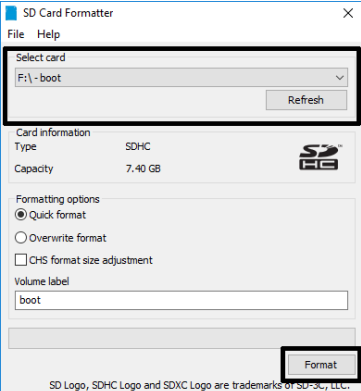 SD Card Formatter
File Help
Select card
F:\ - boot
Refresh
Card information
Type SDHC
Capacity 7.40 GB
SD
HC
Formatting options
Quick format
Overwrite format
CHS format size adjustment
Volume label
boot
Format
SD Logo, SDHC Logo and SDXC Logo are trademarks of SD-3C, LLC.